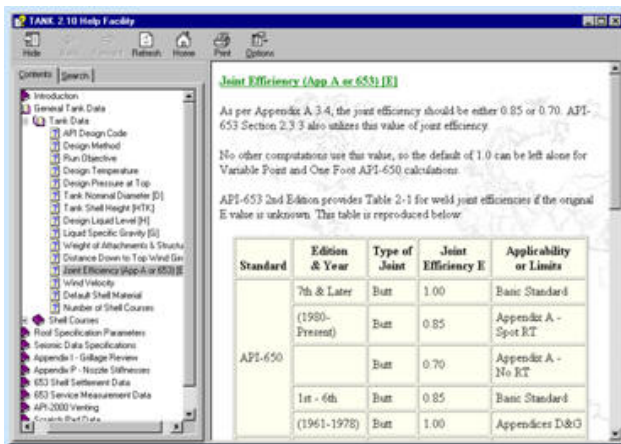 TANK 2.10 Help Facility
Hide
Refresh
Home
Print
Options
Contents
Search
Introduction
General Tank Data
Tank Data
API Design Code
Design Method
Run Objective
Design Temperature
Design Pressure at Top
Tank Nominal Diameter [D]
Tank Shell Height [HTK]
Design Liquid Level [H]
Liquid Specific Gravity [G]
Weight of Attachments & Structu
Distance Down to Top Wind Gir
Joint Efficiency (App A or 653) [E
Wind Velocity
Default Shell Material
Number of Shell Courses
Shell Courses
Roof Specification Parameters
Seismic Data Specifications
Appendix I - Grillage Review
Appendix P - Nozzle Stiffnesses
653 Shell Settlement Data
653 Service Measurement Data
API-2000 Venting
Scratch Pad Data
Joint Efficiency (App A or 653) [E]
As per Appendix A 3.4, the joint efficiency should be either 0.85 or 0.70. API-
653 Section 2.3.3 also utilizes this value of joint efficiency.
No other computations use this value, so the default of 1.0 can be left alone for
Variable Point and One Foot API-650 calculations.
API-653 2nd Edition provides Table 2-1 for weld joint efficiencies if the original
E value is unknown. This table is reproduced below:
Standard Edition & Year Type of Joint Joint Efficiency E Applicability or Limits
API-650
7th & Later Butt 1.00 Basic Standard
(1980-Present) Butt 0.85 Appendix A - Spot RT
Butt 0.70 Appendix A - No RT
1st - 6th Butt 0.85 Basic Standard
(1961-1978) Butt 1.00 Appendices D&G